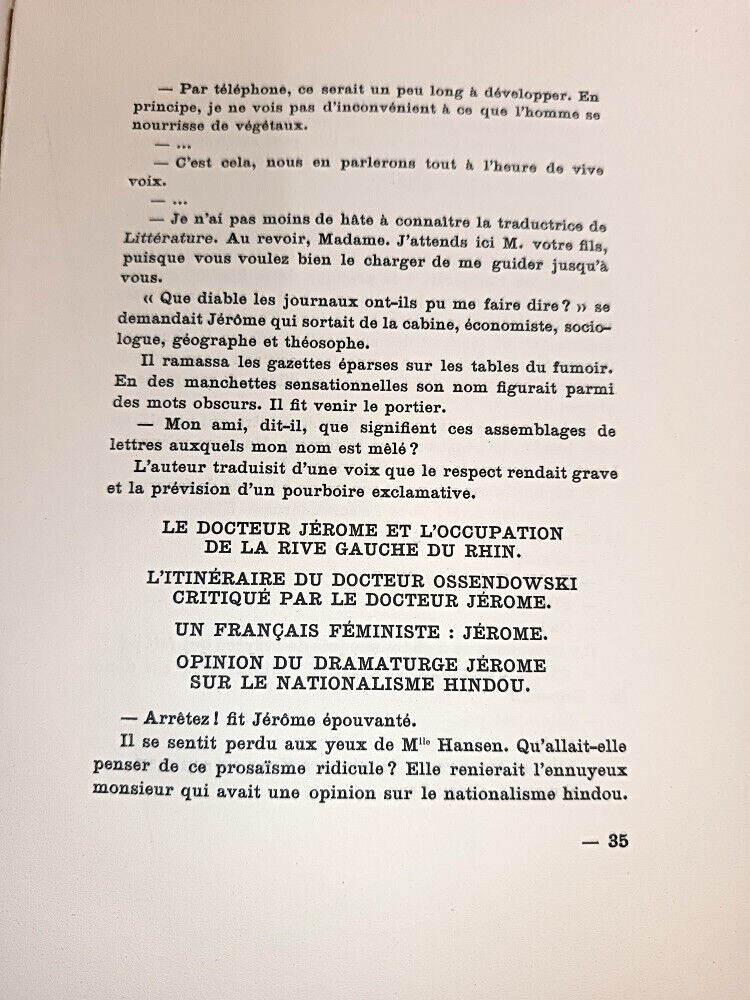 — Par téléphone, ce serait un peu long à développer. En
principe, je ne vois pas d'inconvénient à ce que l'homme se
nourrisse de végétaux.
— ...
— C'est cela, nous en parlerons tout à l'heure de vive
voix.
— ...
— Je n'ai pas moins de hâte à connaître la traductrice de
Littérature. Au revoir, Madame. J'attends ici M. votre fils,
puisque vous voulez bien le charger de me guider jusqu'à
vous.
« Que diable les journaux ont-ils pu me faire dire ? » se
demandait Jérôme qui sortait de la cabine, économiste, socio-
logue, géographe et théosophe.
Il ramassa les gazettes éparses sur les tables du fumoir.
En des manchettes sensationnelles son nom figurait parmi
des mots obscurs. Il fit venir le portier.
— Mon ami, dit-il, que signifient ces assemblages de
lettres auxquels mon nom est mêlé ?
L'auteur traduisit d'une voix que le respect rendait grave
et la prévision d'un pourboire exclamative.
LE DOCTEUR JÉROME ET L'OCCUPATION
DE LA RIVE GAUCHE DU RHIN.
L'ITINÉRAIRE DU DOCTEUR OSSENDOWSKI
CRITIQUÉ PAR LE DOCTEUR JÉROME.
UN FRANÇAIS FÉMINISTE : JÉROME.
OPINION DU DRAMATURGE JÉROME
SUR LE NATIONALISME HINDOU.
— Arrêtez ! fit Jérôme épouvanté.
Il se sentit perdu aux yeux de Mlle Hansen. Qu'allait-elle
penser de ce prosaïsme ridicule ? Elle renierait l'ennuyeux
monsieur qui avait une opinion sur le nationalisme hindou.
— 35